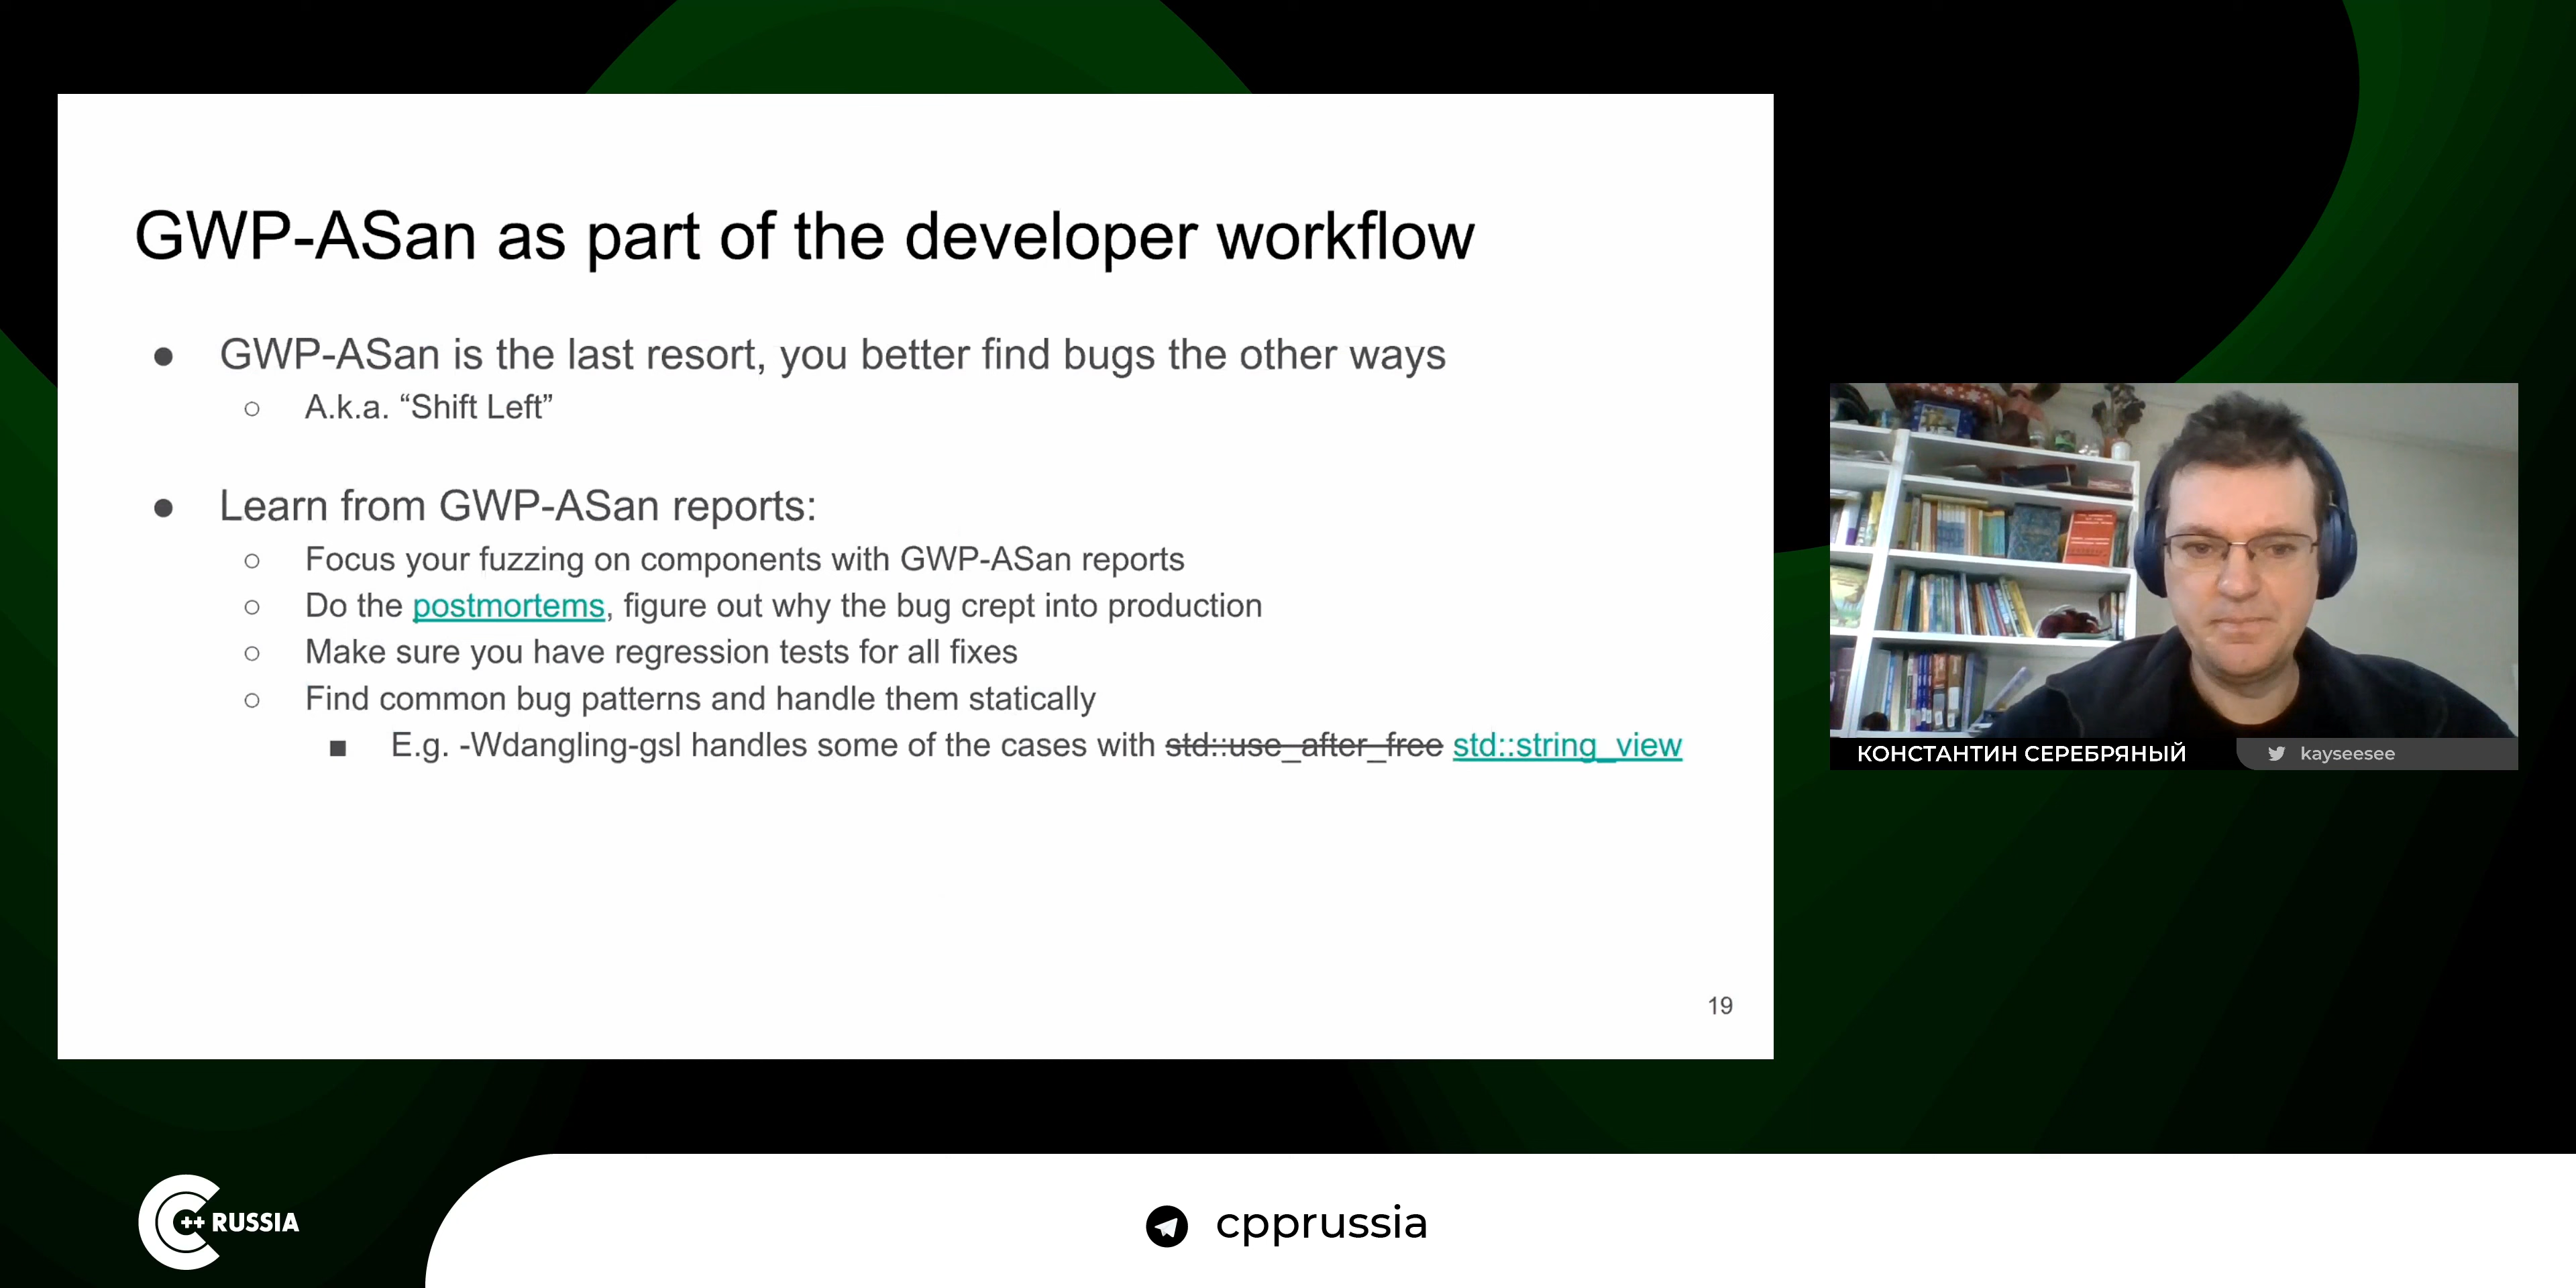 GWP-ASan as part of the developer workflow
● GWP-ASan is the last resort, you better find bugs the other ways
○ A.k.a. “Shift Left”
● Learn from GWP-ASan reports:
○ Focus your fuzzing on components with GWP-ASan reports
○ Do the postmortems, figure out why the bug crept into production
○ Make sure you have regression tests for all fixes
○ Find common bug patterns and handle them statically
■ E.g. -Wdangling-gsl handles some of the cases with std::use_after_free std::string_view
19
КОНСТАНТИН СЕРЕБРЯНЫЙ
kayseesee
C++ RUSSIA
cpprussia